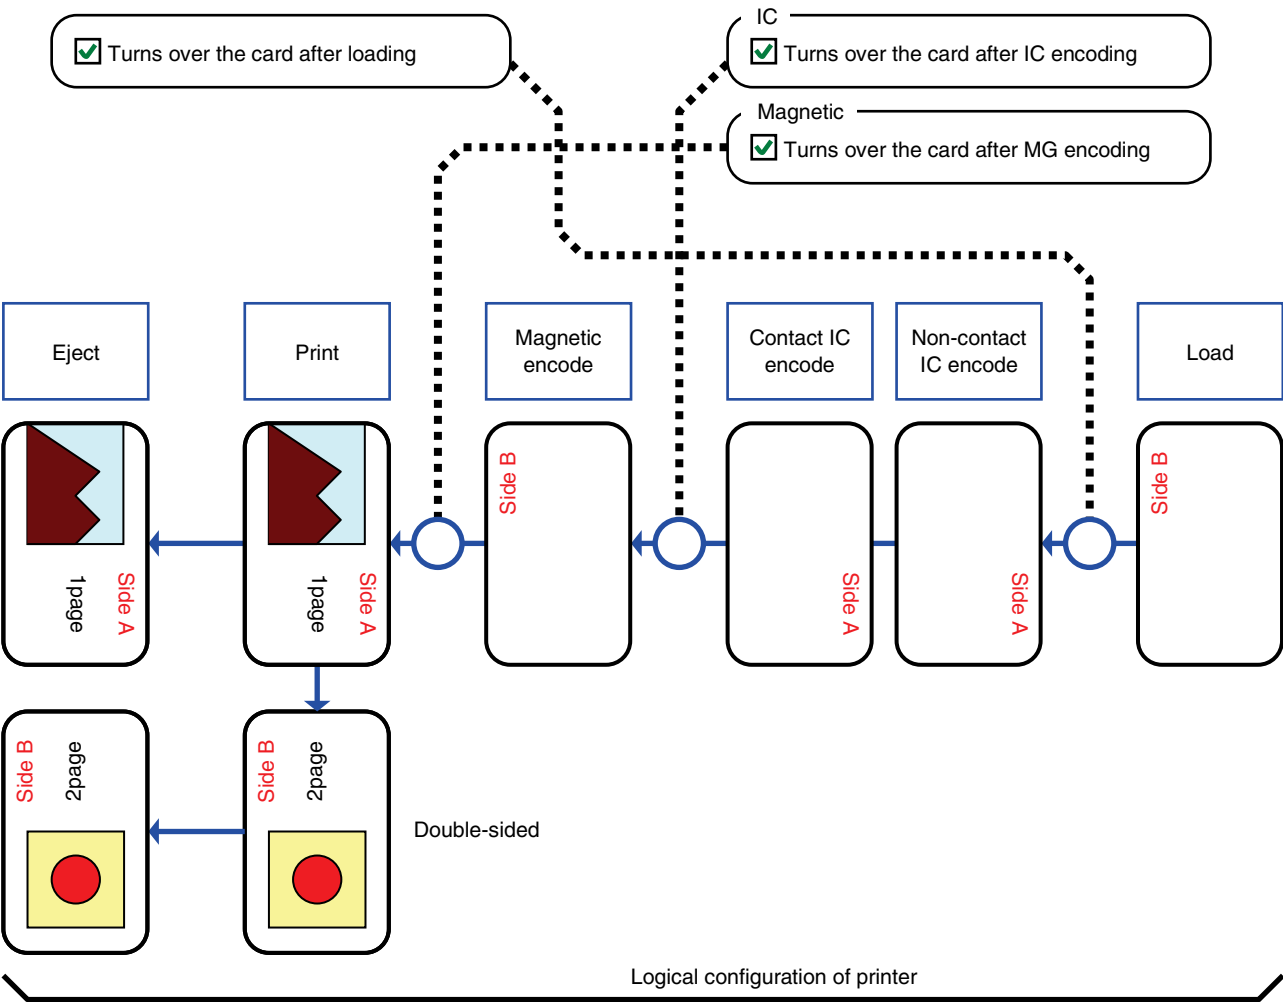 Turns over the card after loading
IC
Turns over the card after IC encoding
Magnetic
Turns over the card after MG encoding
Eject
Print
Magnetic
encode
Contact IC
encode
Non-contact
IC encode
Load
Side A
1page
Side A
1page
Side B
Side A
Side A
Side B
Side B
2page
Side B
2page
Double-sided
Logical configuration of printer